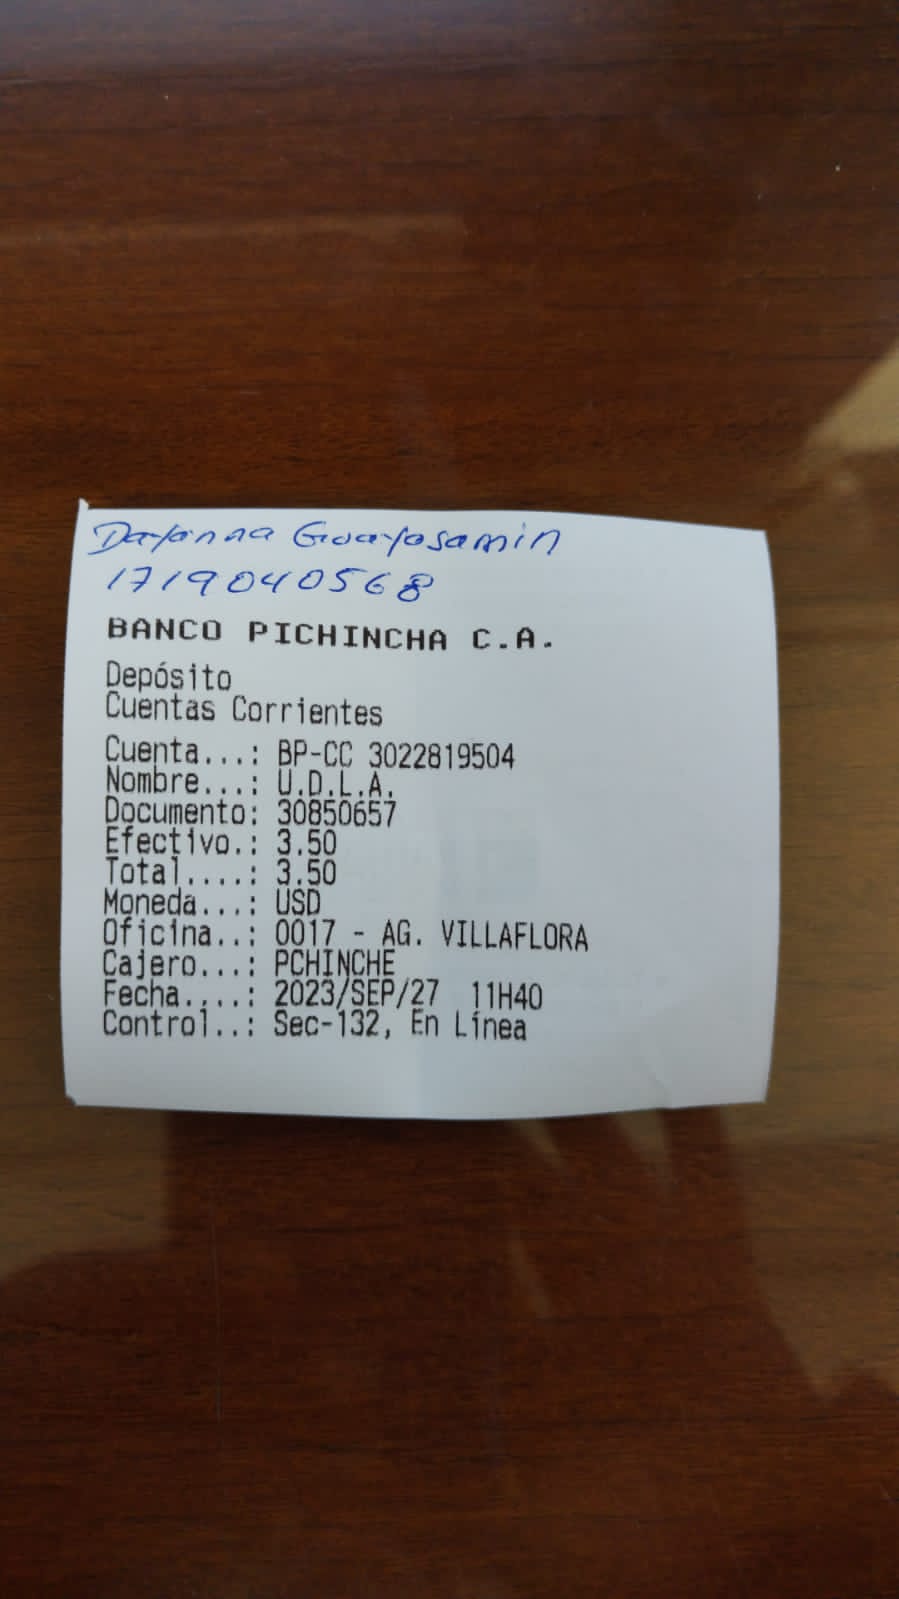 Dayanna Guayasamin
1719040568
BANCO PICHINCHA C.A.
Depósito
Cuentas Corrientes
Cuenta...: BP-CC 3022819504
Nombre...: U.D.L.A.
Documento: 30850657
Efectivo.: 3.50
Total....: 3.50
Moneda...: USD
Oficina..: 0017 - AG. VILLAFLORA
Cajero...: PCHINCHE
Fecha....: 2023/SEP/27 11H40
Control..: Sec-132, En Línea